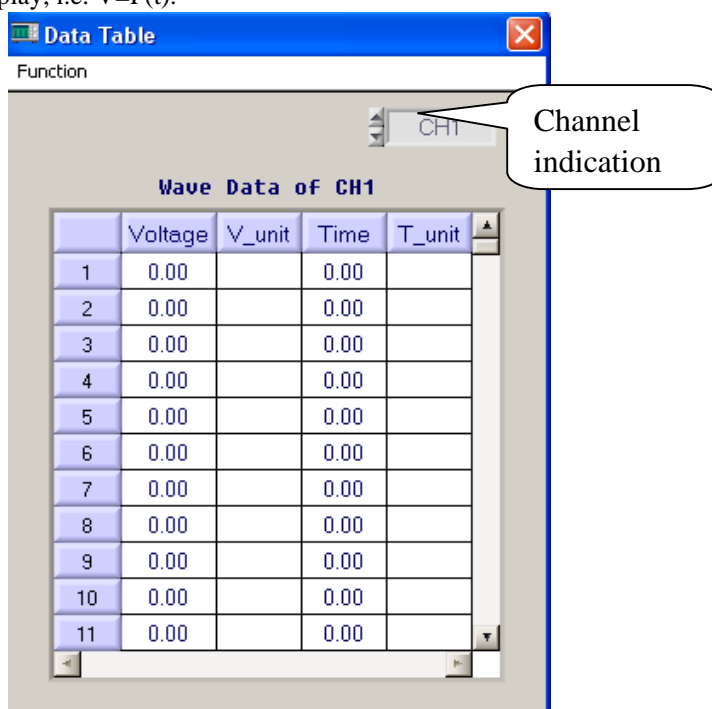 play, i.e. V=F(t).
Data Table
Function
CH1
Channel
indication
Wave Data of CH1
Voltage V_unit Time T_unit
1 0.00 0.00
2 0.00 0.00
3 0.00 0.00
4 0.00 0.00
5 0.00 0.00
6 0.00 0.00
7 0.00 0.00
8 0.00 0.00
9 0.00 0.00
10 0.00 0.00
11 0.00 0.00